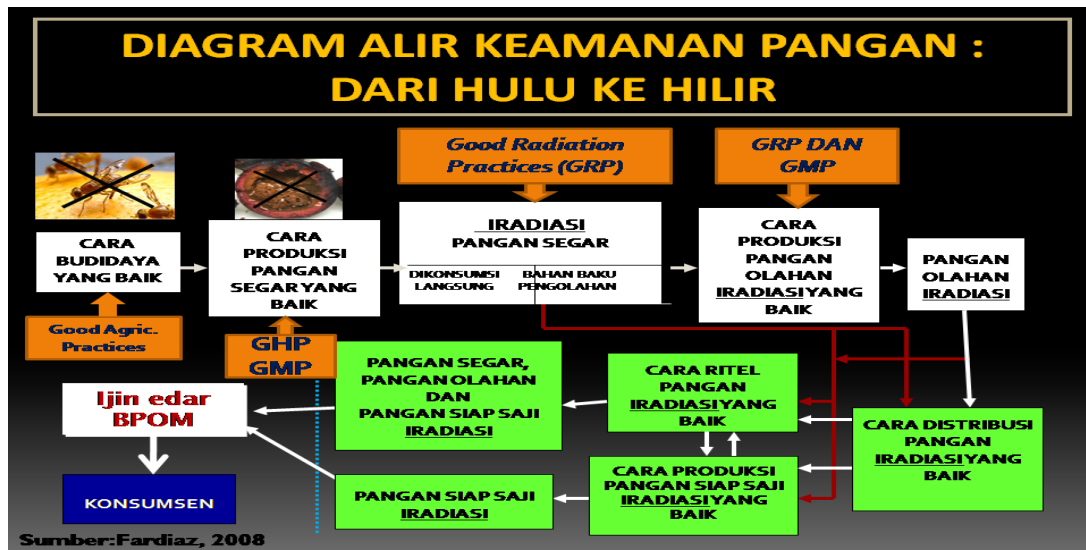 DIAGRAM ALIR KEAMANAN PANGAN :
DARI HULU KE HILIR
Good Radiation
Practices (GRP)
GRP DAN
GMP
CARA
BUDIDAYA
YANG BAIK
CARA
PRODUKSI
PANGAN
SEGAR YANG
BAIK
IRADIASI
PANGAN SEGAR
DIKONSUMSI
LANGSUNG
BAHAN BAKU
PENGOLAHAN
CARA
PRODUKSI
PANGAN
OLAHAN
IRADIASI YANG
BAIK
PANGAN
OLAHAN
IRADIASI
Good Agric.
Practices
GHP
GMP
PANGAN SEGAR,
PANGAN OLAHAN
DAN
PANGAN SIAP SAJI
IRADIASI
CARA RITEL
PANGAN
IRADIASI YANG
BAIK
CARA DISTRIBUSI
PANGAN
IRADIASI YANG
BAIK
Ijin edar
BPOM
CARA PRODUKSI
PANGAN SIAP SAJI
IRADIASI YANG
BAIK
PANGAN SIAP SAJI
IRADIASI
KONSUMSEN
Sumber:Fardiaz, 2008